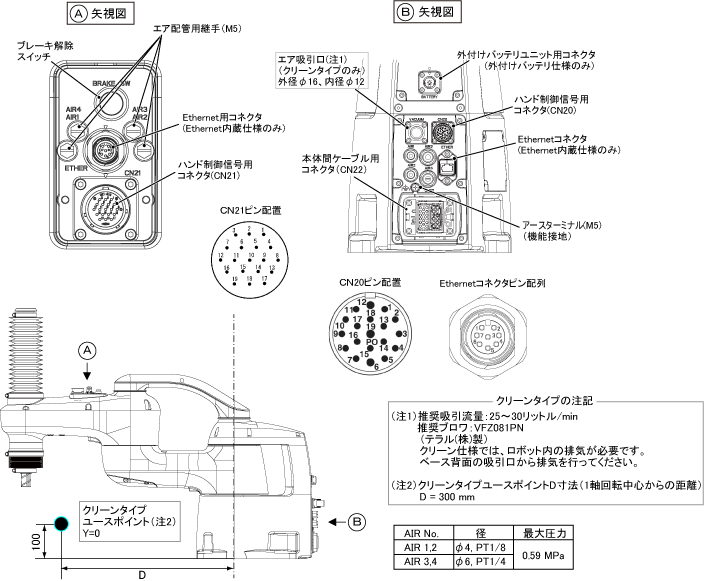 A 矢視図
エア配管用継手(M5)
ブレーキ解除
スイッチ
BRAKE SW
AIR4
AIR1
AIR3
AIR2
Ethernet用コネクタ
(Ethernet内蔵仕様のみ)
ETHER
CN21
ハンド制御信号用
コネクタ(CN21)
B 矢視図
エア吸引口(注1)
(クリーンタイプのみ)
外径φ16、内径φ12
外付けバッテリユニット用コネクタ
(外付けバッテリ仕様のみ)
BATTERY
ハンド制御信号用
コネクタ(CN20)
VACUUM
CN20
ETHER
Ethernetコネクタ
(Ethernet内蔵仕様のみ)
本体間ケーブル用
コネクタ(CN22)
アースターミナル(M5)
(機能接地)
CN21ピン配置
3 2 1
7 6 5 4
12 11 10 9 8
16 15 14 13
19 18 17
CN20ピン配置
12
11 1
18 2
10 17 13
19
9 3
16 PO
8 14 4
15
7 5
6
Ethernetコネクタピン配列
A
クリーンタイプ
ユースポイント(注2)
Y=0
100
D
B
クリーンタイプの注記
(注1)推奨吸引流量:25~30リットル/min
推奨ブロワ:VFZ081PN
(テラル(株)製)
クリーン仕様では、ロボット内の排気が必要です。
ベース背面の吸引口から排気を行ってください。
(注2)クリーンタイプユースポイントD寸法(1軸回転中心からの距離)
D = 300 mm
AIR No. 径 最大圧力
AIR 1,2 φ4, PT1/8 0.59 MPa
AIR 3,4 φ6, PT1/4